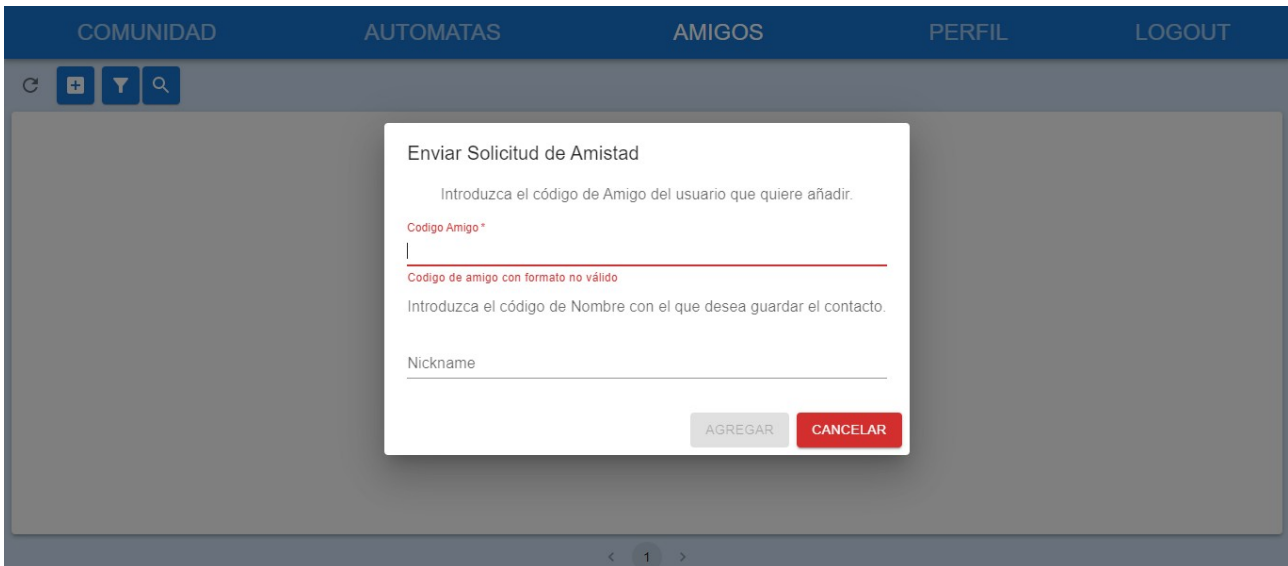 COMUNIDAD AUTOMATAS AMIGOS PERFIL LOGOUT
Enviar Solicitud de Amistad
Introduzca el código de Amigo del usuario que quiere añadir.
Codigo Amigo *
Codigo de amigo con formato no válido
Introduzca el código de Nombre con el que desea guardar el contacto.
Nickname
AGREGAR CANCELAR
< 1 >